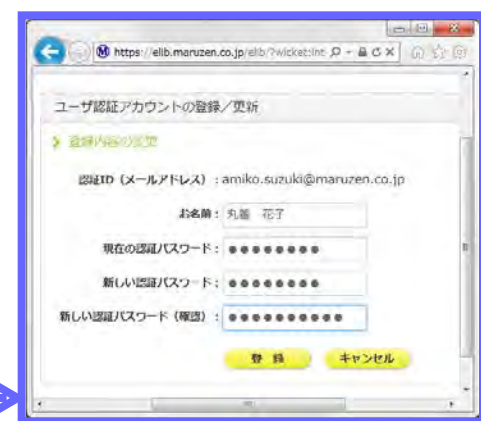 https://elib.maruzen.co.jp/elib/?wicket:int
ユーザ認証アカウントの登録／更新
登録内容の変更
認証ID（メールアドレス）：amiko.suzuki@maruzen.co.jp
お名前：丸善　花子
現在の認証パスワード：●●●●●●●●
新しい認証パスワード：●●●●●●●●
新しい認証パスワード（確認）：●●●●●●●●●●
登録　キャンセル